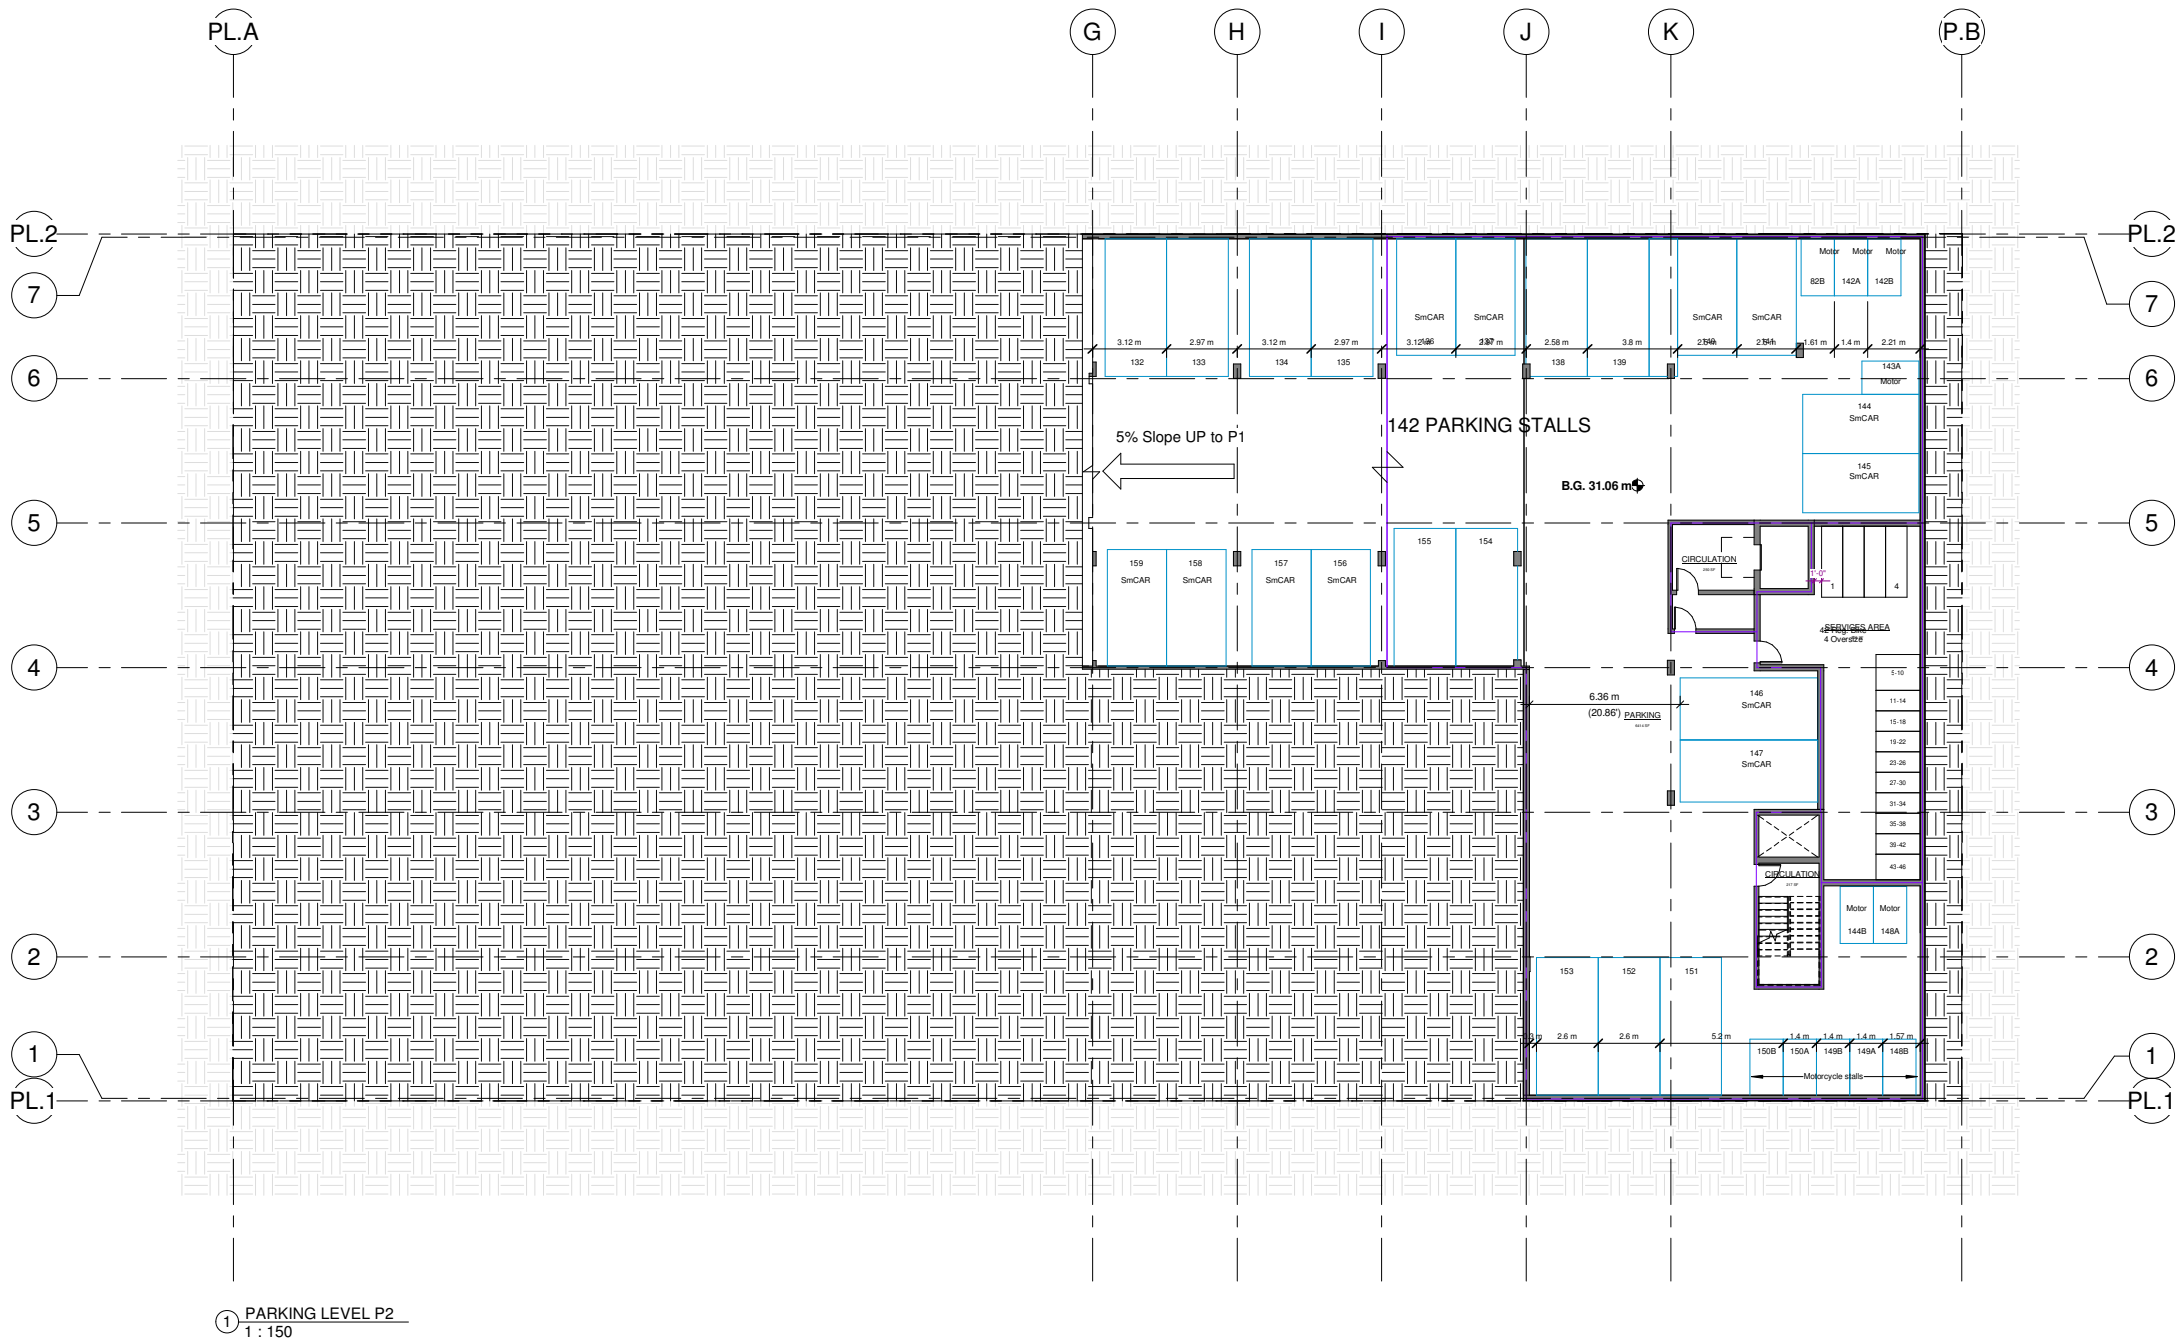 PL.A
G
H
I
J
K
P.B
PL.2
PL.2
7
7
6
6
5
5
4
4
3
3
2
2
1
1
PL.1
PL.1
Motor
Motor
Motor
82B
142A
142B
SmCAR
SmCAR
SmCAR
SmCAR
3.12 m
2.97 m
3.12 m
2.97 m
2.58 m
3.8 m
1.61 m
1.4 m
2.21 m
132
133
134
135
138
139
143A
Motor
144
SmCAR
145
SmCAR
5% Slope UP to P1
142 PARKING STALLS
B.G. 31.06 m
159
SmCAR
158
SmCAR
157
SmCAR
156
SmCAR
155
154
CIRCULATION
1'-0"
1
4
SERVICES AREA
4 Oversize
5-10
11-14
15-18
19-22
23-26
27-30
31-34
35-38
39-42
43-46
6.36 m
(20.86')
PARKING
146
SmCAR
147
SmCAR
CIRCULATION
Motor
Motor
144B
148A
153
152
151
2.6 m
2.6 m
5.2 m
1.4 m
1.4 m
1.4 m
1.57 m
150B
150A
149B
149A
148B
Motorcycle stalls
1
PARKING LEVEL P2
1 : 150